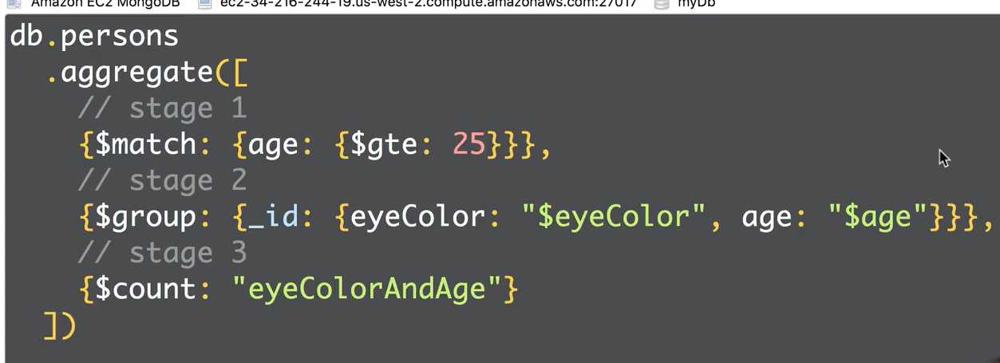 Amazon EC2 MongoDB ec2-34-216-244-19.us-west-2.compute.amazonaws.com:27017 myDb
db.persons
.aggregate([
// stage 1
{$match: {age: {$gte: 25}}},
// stage 2
{$group: {_id: {eyeColor: "$eyeColor", age: "$age"}}},
// stage 3
{$count: "eyeColorAndAge"}
])